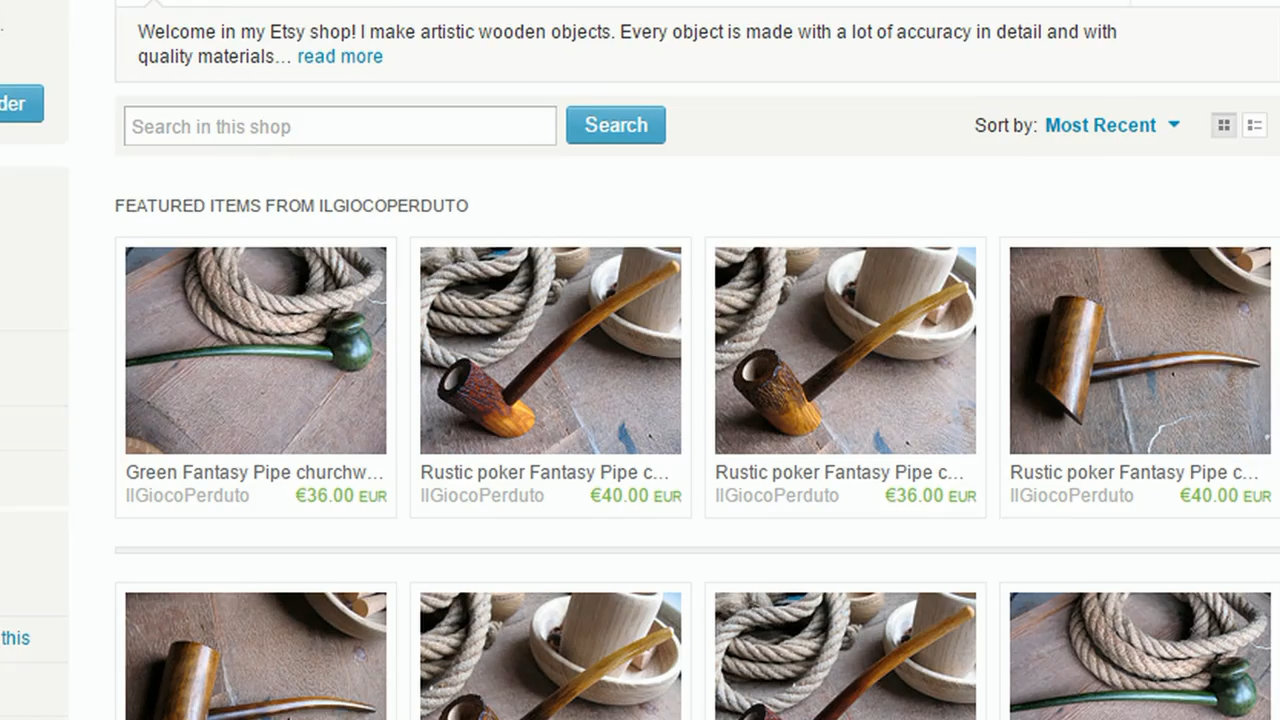 Welcome in my Etsy shop! I make artistic wooden objects. Every object is made with a lot of accuracy in detail and with
quality materials… read more
der
Search in this shop
Search
Sort by: Most Recent
FEATURED ITEMS FROM ILGIOCOPERDUTO
Green Fantasy Pipe churchw…
IlGiocoPerduto €36.00 EUR
Rustic poker Fantasy Pipe c…
IlGiocoPerduto €40.00 EUR
Rustic poker Fantasy Pipe c…
IlGiocoPerduto €36.00 EUR
Rustic poker Fantasy Pipe c…
IlGiocoPerduto €40.00 EUR
this